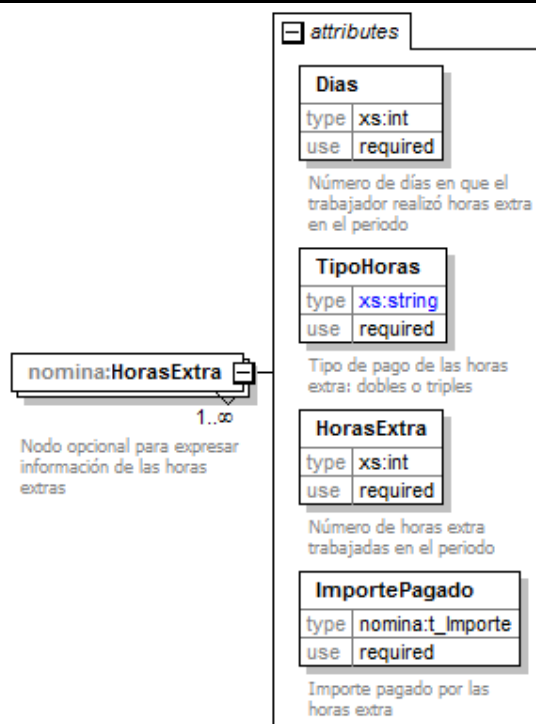 attributes
Dias
type xs:int
use required
Número de días en que el
trabajador realizó horas extra
en el periodo
TipoHoras
type xs:string
use required
Tipo de pago de las horas
extra: dobles o triples
nomina:HorasExtra
1..∞
Nodo opcional para expresar
información de las horas
extras
HorasExtra
type xs:int
use required
Número de horas extra
trabajadas en el periodo
ImportePagado
type nomina:t_Importe
use required
Importe pagado por las
horas extra